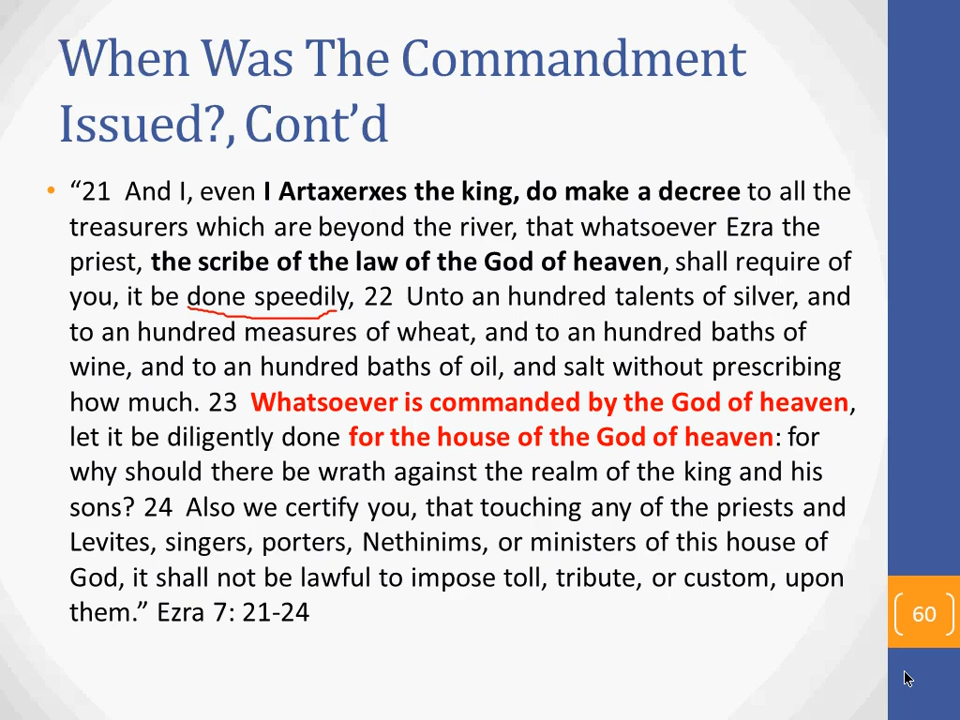 When Was The Commandment
Issued?, Cont’d
• “21  And I, even I Artaxerxes the king, do make a decree to all the
treasurers which are beyond the river, that whatsoever Ezra the
priest, the scribe of the law of the God of heaven, shall require of
you, it be done speedily, 22  Unto an hundred talents of silver, and
to an hundred measures of wheat, and to an hundred baths of
wine, and to an hundred baths of oil, and salt without prescribing
how much. 23  Whatsoever is commanded by the God of heaven,
let it be diligently done for the house of the God of heaven: for
why should there be wrath against the realm of the king and his
sons? 24  Also we certify you, that touching any of the priests and
Levites, singers, porters, Nethinims, or ministers of this house of
God, it shall not be lawful to impose toll, tribute, or custom, upon
them.” Ezra 7: 21-24
60